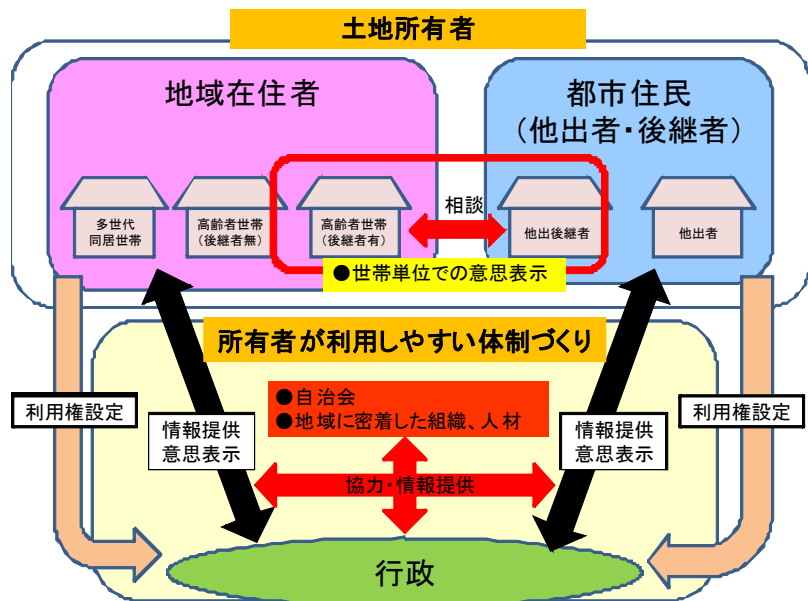 土地所有者
地域在住者
都市住民
（他出者・後継者）
多世代
同居世帯
高齢者世帯
（後継者無）
高齢者世帯
（後継者有）
相談
他出後継者
他出者
●世帯単位での意思表示
所有者が利用しやすい体制づくり
利用権設定
情報提供
意思表示
●自治会
●地域に密着した組織、人材
情報提供
意思表示
利用権設定
協力・情報提供
行政